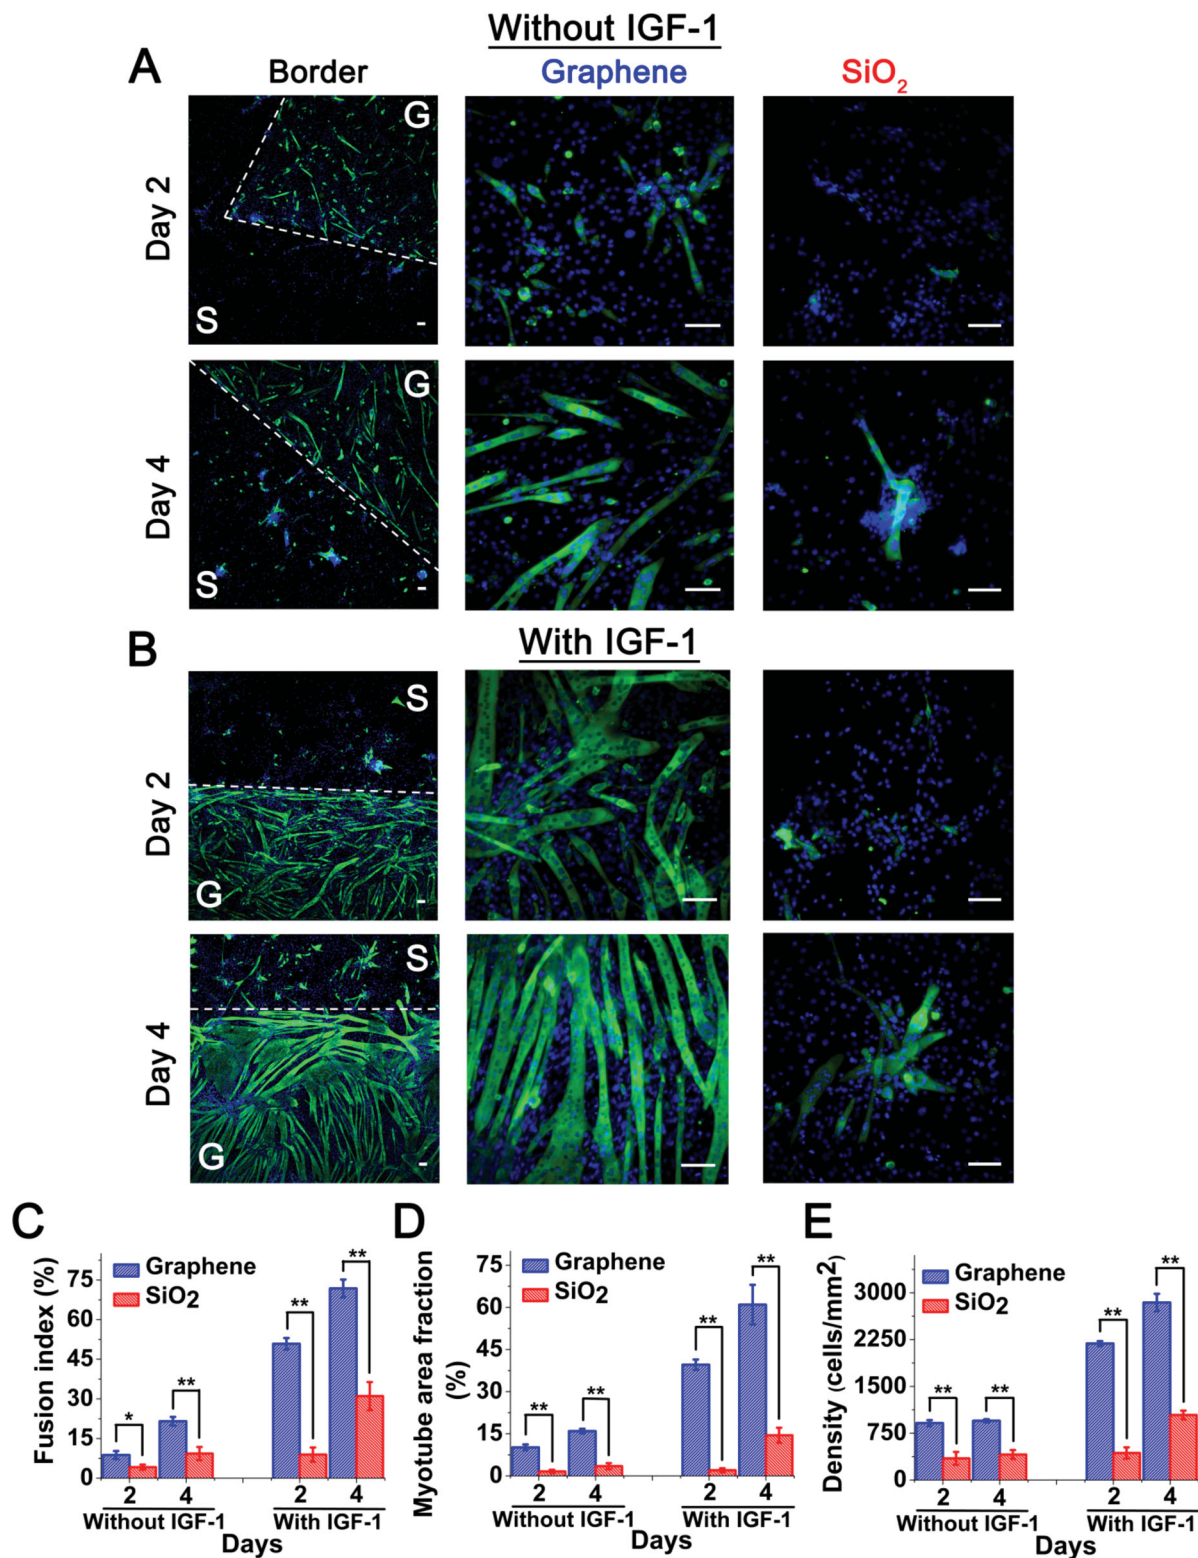 Without IGF-1
A
Border
Graphene
SiO2
Day 2
G
S
Day 4
G
S
B
With IGF-1
Day 2
S
G
Day 4
S
G
C
Fusion index (%)
75
60
45
30
15
0
Graphene
SiO2
*
**
**
**
2 4 2 4
Without IGF-1 With IGF-1
Days
D
Myotube area fraction
(%)
75
60
45
30
15
0
Graphene
SiO2
**
**
**
**
2 4 2 4
Without IGF-1 With IGF-1
Days
E
Density (cells/mm2)
3000
2250
1500
750
0
Graphene
SiO2
**
**
**
**
2 4 2 4
Without IGF-1 With IGF-1
Days